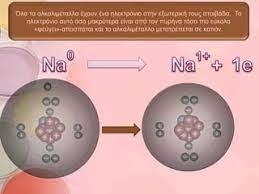 Όλα τα αλκαλιμέταλλα έχουν ένα ηλεκτρόνιο στην εξωτερική τους στοιβάδα. Το
ηλεκτρόνιο αυτό όσο μακρύτερα είναι από τον πυρήνα τόσο πιο εύκολα
«φεύγει»-αποσπάται και το αλκαλιμέταλλο μετατρέπεται σε κατιόν.
Na⁰ Na¹⁺ + 1e